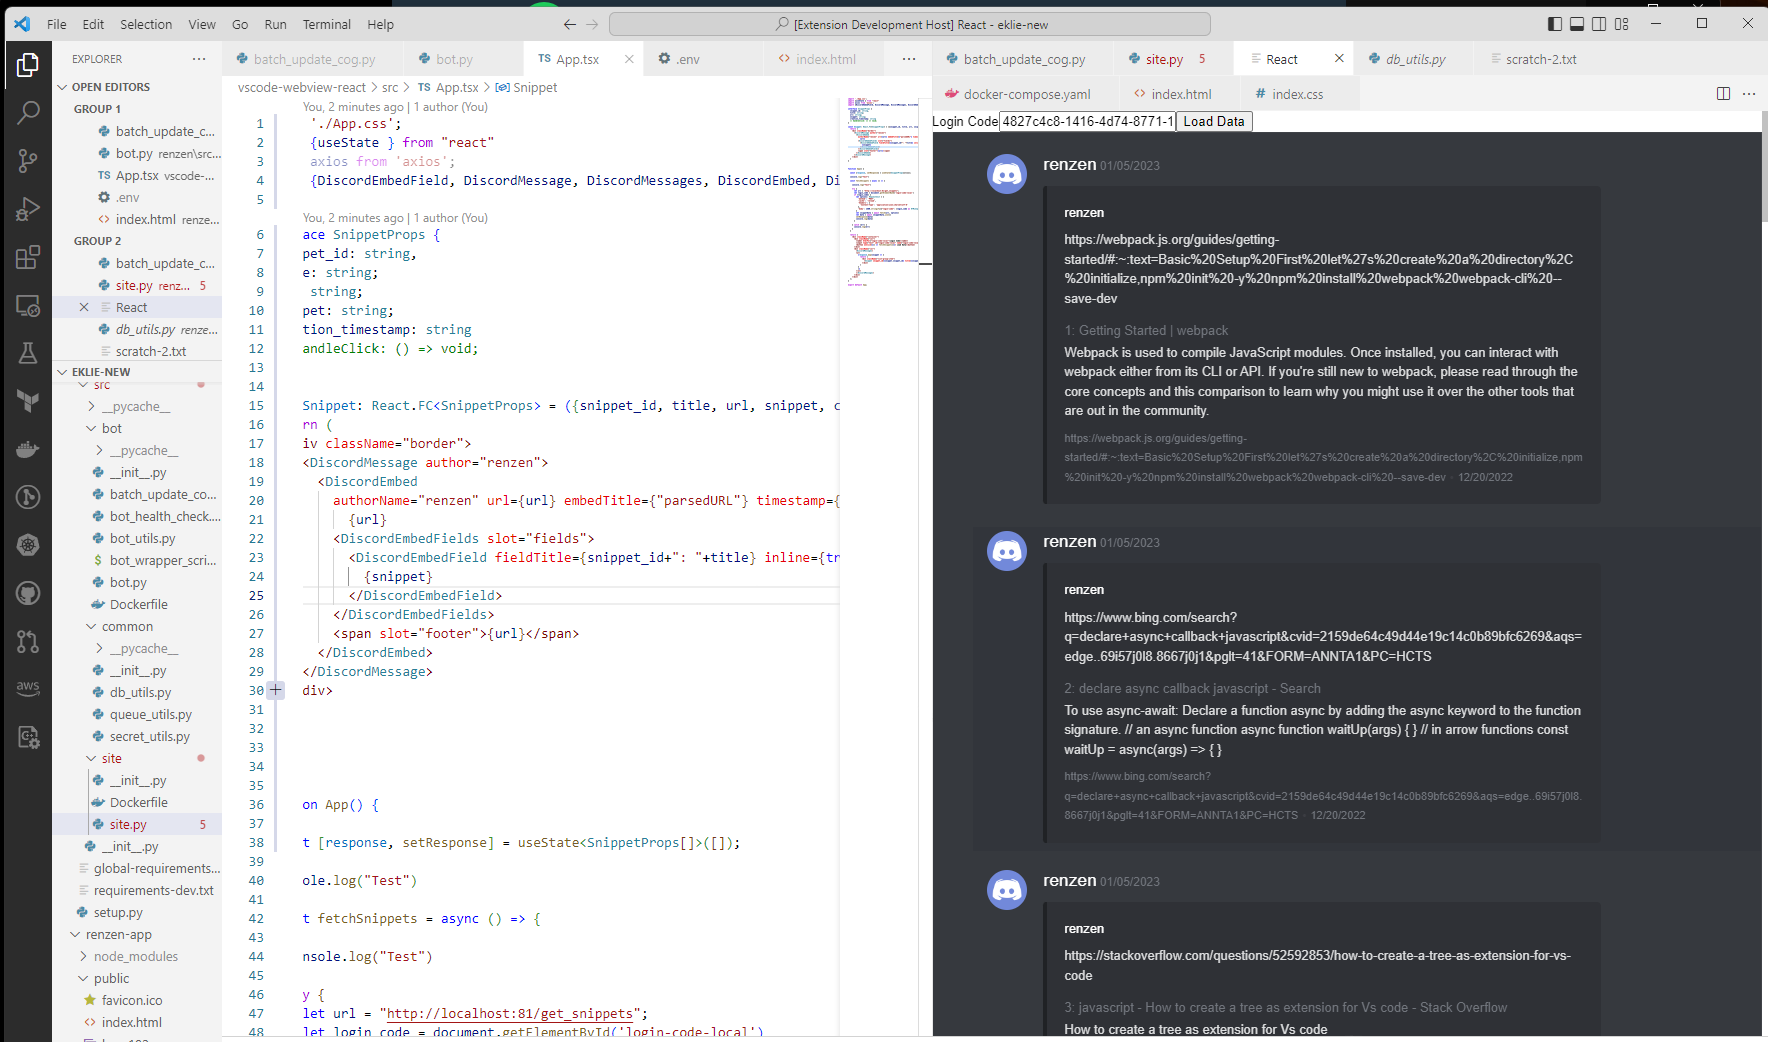 File Edit Selection View Go Run Terminal Help
[Extension Development Host] React - eklie-new
EXPLORER
OPEN EDITORS
GROUP 1
batch_update_c...
bot.py renzen\src...
TS App.tsx vscode-...
.env
index.html renze...
GROUP 2
batch_update_c...
site.py renz... 5
React
db_utils.py renze...
scratch-2.txt
EKLIE-NEW
src
__pycache__
bot
__pycache__
__init__.py
batch_update_co...
bot_health_check....
bot_utils.py
bot_wrapper_scri...
bot.py
Dockerfile
common
__pycache__
__init__.py
db_utils.py
queue_utils.py
secret_utils.py
site
__init__.py
Dockerfile
site.py 5
__init__.py
global-requirements...
requirements-dev.txt
setup.py
renzen-app
node_modules
public
favicon.ico
index.html
aws
batch_update_cog.py bot.py TS App.tsx .env index.html
vscode-webview-react > src > TS App.tsx > Snippet
You, 2 minutes ago | 1 author (You)
1 './App.css';
2 {useState } from "react"
3 axios from 'axios';
4 {DiscordEmbedField, DiscordMessage, DiscordMessages, DiscordEmbed, Di
5
You, 2 minutes ago | 1 author (You)
6 ace SnippetProps {
7 pet_id: string,
8 e: string;
9 string;
10 pet: string;
11 tion_timestamp: string
12 andleClick: () => void;
13
14
15 Snippet: React.FC<SnippetProps> = ({snippet_id, title, url, snippet, c
16 rn (
17 iv className="border">
18 <DiscordMessage author="renzen">
19 <DiscordEmbed
20 authorName="renzen" url={url} embedTitle={"parsedURL"} timestamp={
21 {url}
22 <DiscordEmbedFields slot="fields">
23 <DiscordEmbedField fieldTitle={snippet_id+": "+title} inline={tr
24 {snippet}
25 </DiscordEmbedField>
26 </DiscordEmbedFields>
27 <span slot="footer">{url}</span>
28 </DiscordEmbed>
29 </DiscordMessage>
30 div>
31
32
33
34
35
36 on App() {
37
38 t [response, setResponse] = useState<SnippetProps[]>([]);
39
40 ole.log("Test")
41
42 t fetchSnippets = async () => {
43
44 nsole.log("Test")
45
46 y {
47 let url = "http://localhost:81/get_snippets";
48 let login_code = document.getElementById('login-code-local')
batch_update_cog.py site.py 5 React db_utils.py scratch-2.txt
docker-compose.yaml index.html # index.css
Login Code 4827c4c8-1416-4d74-8771-1 Load Data
renzen 01/05/2023
renzen
https://webpack.js.org/guides/getting-
started/#:~:text=Basic%20Setup%20First%20let%27s%20create%20a%20directory%2C
%20initialize,npm%20init%20-y%20npm%20install%20webpack%20webpack-cli%20--
save-dev
1: Getting Started | webpack
Webpack is used to compile JavaScript modules. Once installed, you can interact with
webpack either from its CLI or API. If you're still new to webpack, please read through the
core concepts and this comparison to learn why you might use it over the other tools that
are out in the community.
https://webpack.js.org/guides/getting-
started/#:~:text=Basic%20Setup%20First%20let%27s%20create%20a%20directory%2C%20initialize,npm
%20init%20-y%20npm%20install%20webpack%20webpack-cli%20--save-dev · 12/20/2022
renzen 01/05/2023
renzen
https://www.bing.com/search?
q=declare+async+callback+javascript&cvid=2159de64c49d44e19c14c0b89bfc6269&aqs=
edge..69i57j0l8.8667j0j1&pglt=41&FORM=ANNTA1&PC=HCTS
2: declare async callback javascript - Search
To use async-await: Declare a function async by adding the async keyword to the function
signature. // an async function async function waitUp(args) { } // in arrow functions const
waitUp = async(args) => { }
https://www.bing.com/search?
q=declare+async+callback+javascript&cvid=2159de64c49d44e19c14c0b89bfc6269&aqs=edge..69i57j0l8.
8667j0j1&pglt=41&FORM=ANNTA1&PC=HCTS · 12/20/2022
renzen 01/05/2023
renzen
https://stackoverflow.com/questions/52592853/how-to-create-a-tree-as-extension-for-vs-
code
3: javascript - How to create a tree as extension for Vs code - Stack Overflow
How to create a tree as extension for Vs code